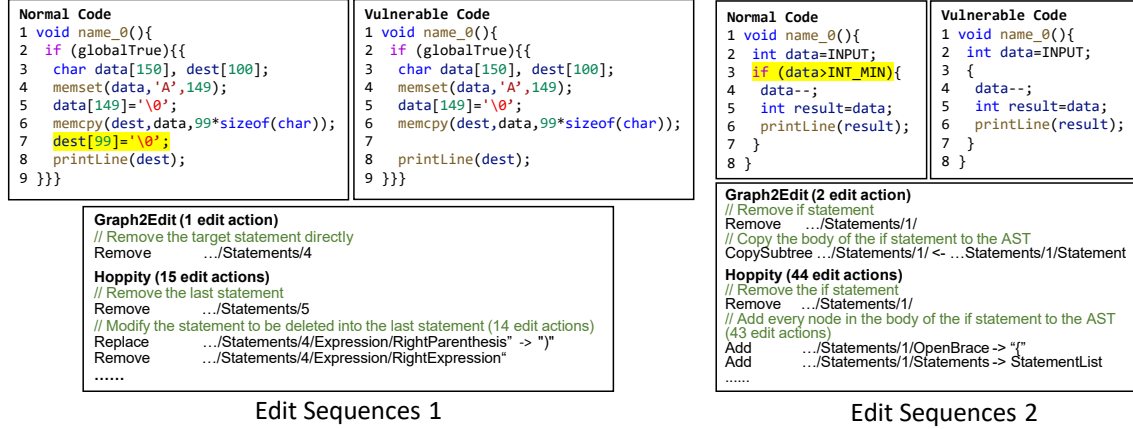 Normal Code
1 void name_0(){
2 if (globalTrue){{
3 char data[150], dest[100];
4 memset(data,'A’,149);
5 data[149]='\0’;
6 memcpy(dest,data,99*sizeof(char));
7 dest[99]='\0’;
8 printLine(dest);
9 }}}
Vulnerable Code
1 void name_0(){
2 if (globalTrue){{
3 char data[150], dest[100];
4 memset(data,'A’,149);
5 data[149]='\0’;
6 memcpy(dest,data,99*sizeof(char));
7
8 printLine(dest);
9 }}}
Graph2Edit (1 edit action)
// Remove the target statement directly
Remove …/Statements/4
Hoppity (15 edit actions)
// Remove the last statement
Remove …/Statements/5
// Modify the statement to be deleted into the last statement (14 edit actions)
Replace …/Statements/4/Expression/RightParenthesis” -> ")"
Remove …/Statements/4/Expression/RightExpression“
……
Edit Sequences 1
Normal Code
1 void name_0(){
2 int data=INPUT;
3 if (data>INT_MIN){
4 data--;
5 int result=data;
6 printLine(result);
7 }
8 }
Vulnerable Code
1 void name_0(){
2 int data=INPUT;
3 {
4 data--;
5 int result=data;
6 printLine(result);
7 }
8 }
Graph2Edit (2 edit action)
// Remove if statement
Remove …/Statements/1/
// Copy the body of the if statement to the AST
CopySubtree …/Statements/1/ <- …Statements/1/Statement
Hoppity (44 edit actions)
// Remove the if statement
Remove …/Statements/1/
// Add every node in the body of the if statement to the AST
(43 edit actions)
Add …/Statements/1/OpenBrace -> “{”
Add …/Statements/1/Statements -> StatementList
......
Edit Sequences 2